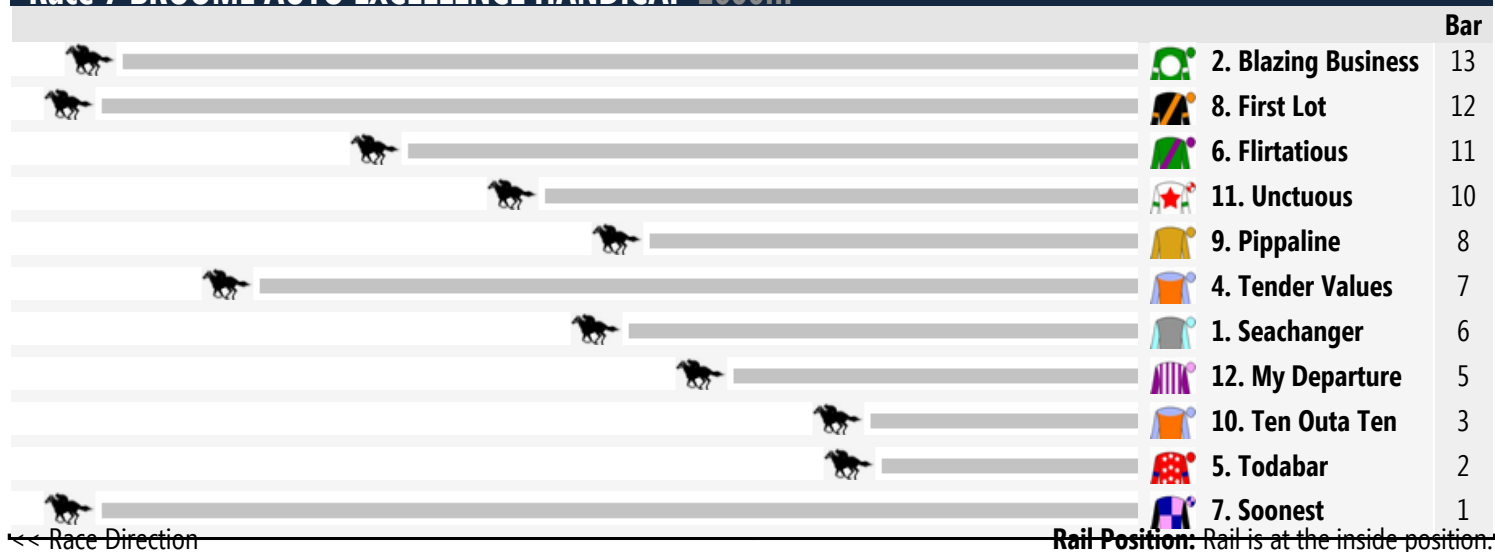 Bar
2. Blazing Business 13
8. First Lot 12
6. Flirtatious 11
11. Unctuous 10
9. Pippaline 8
4. Tender Values 7
1. Seachanger 6
12. My Departure 5
10. Ten Outa Ten 3
5. Todabar 2
7. Soonest 1
<< Race Direction Rail Position: Rail is at the inside position.